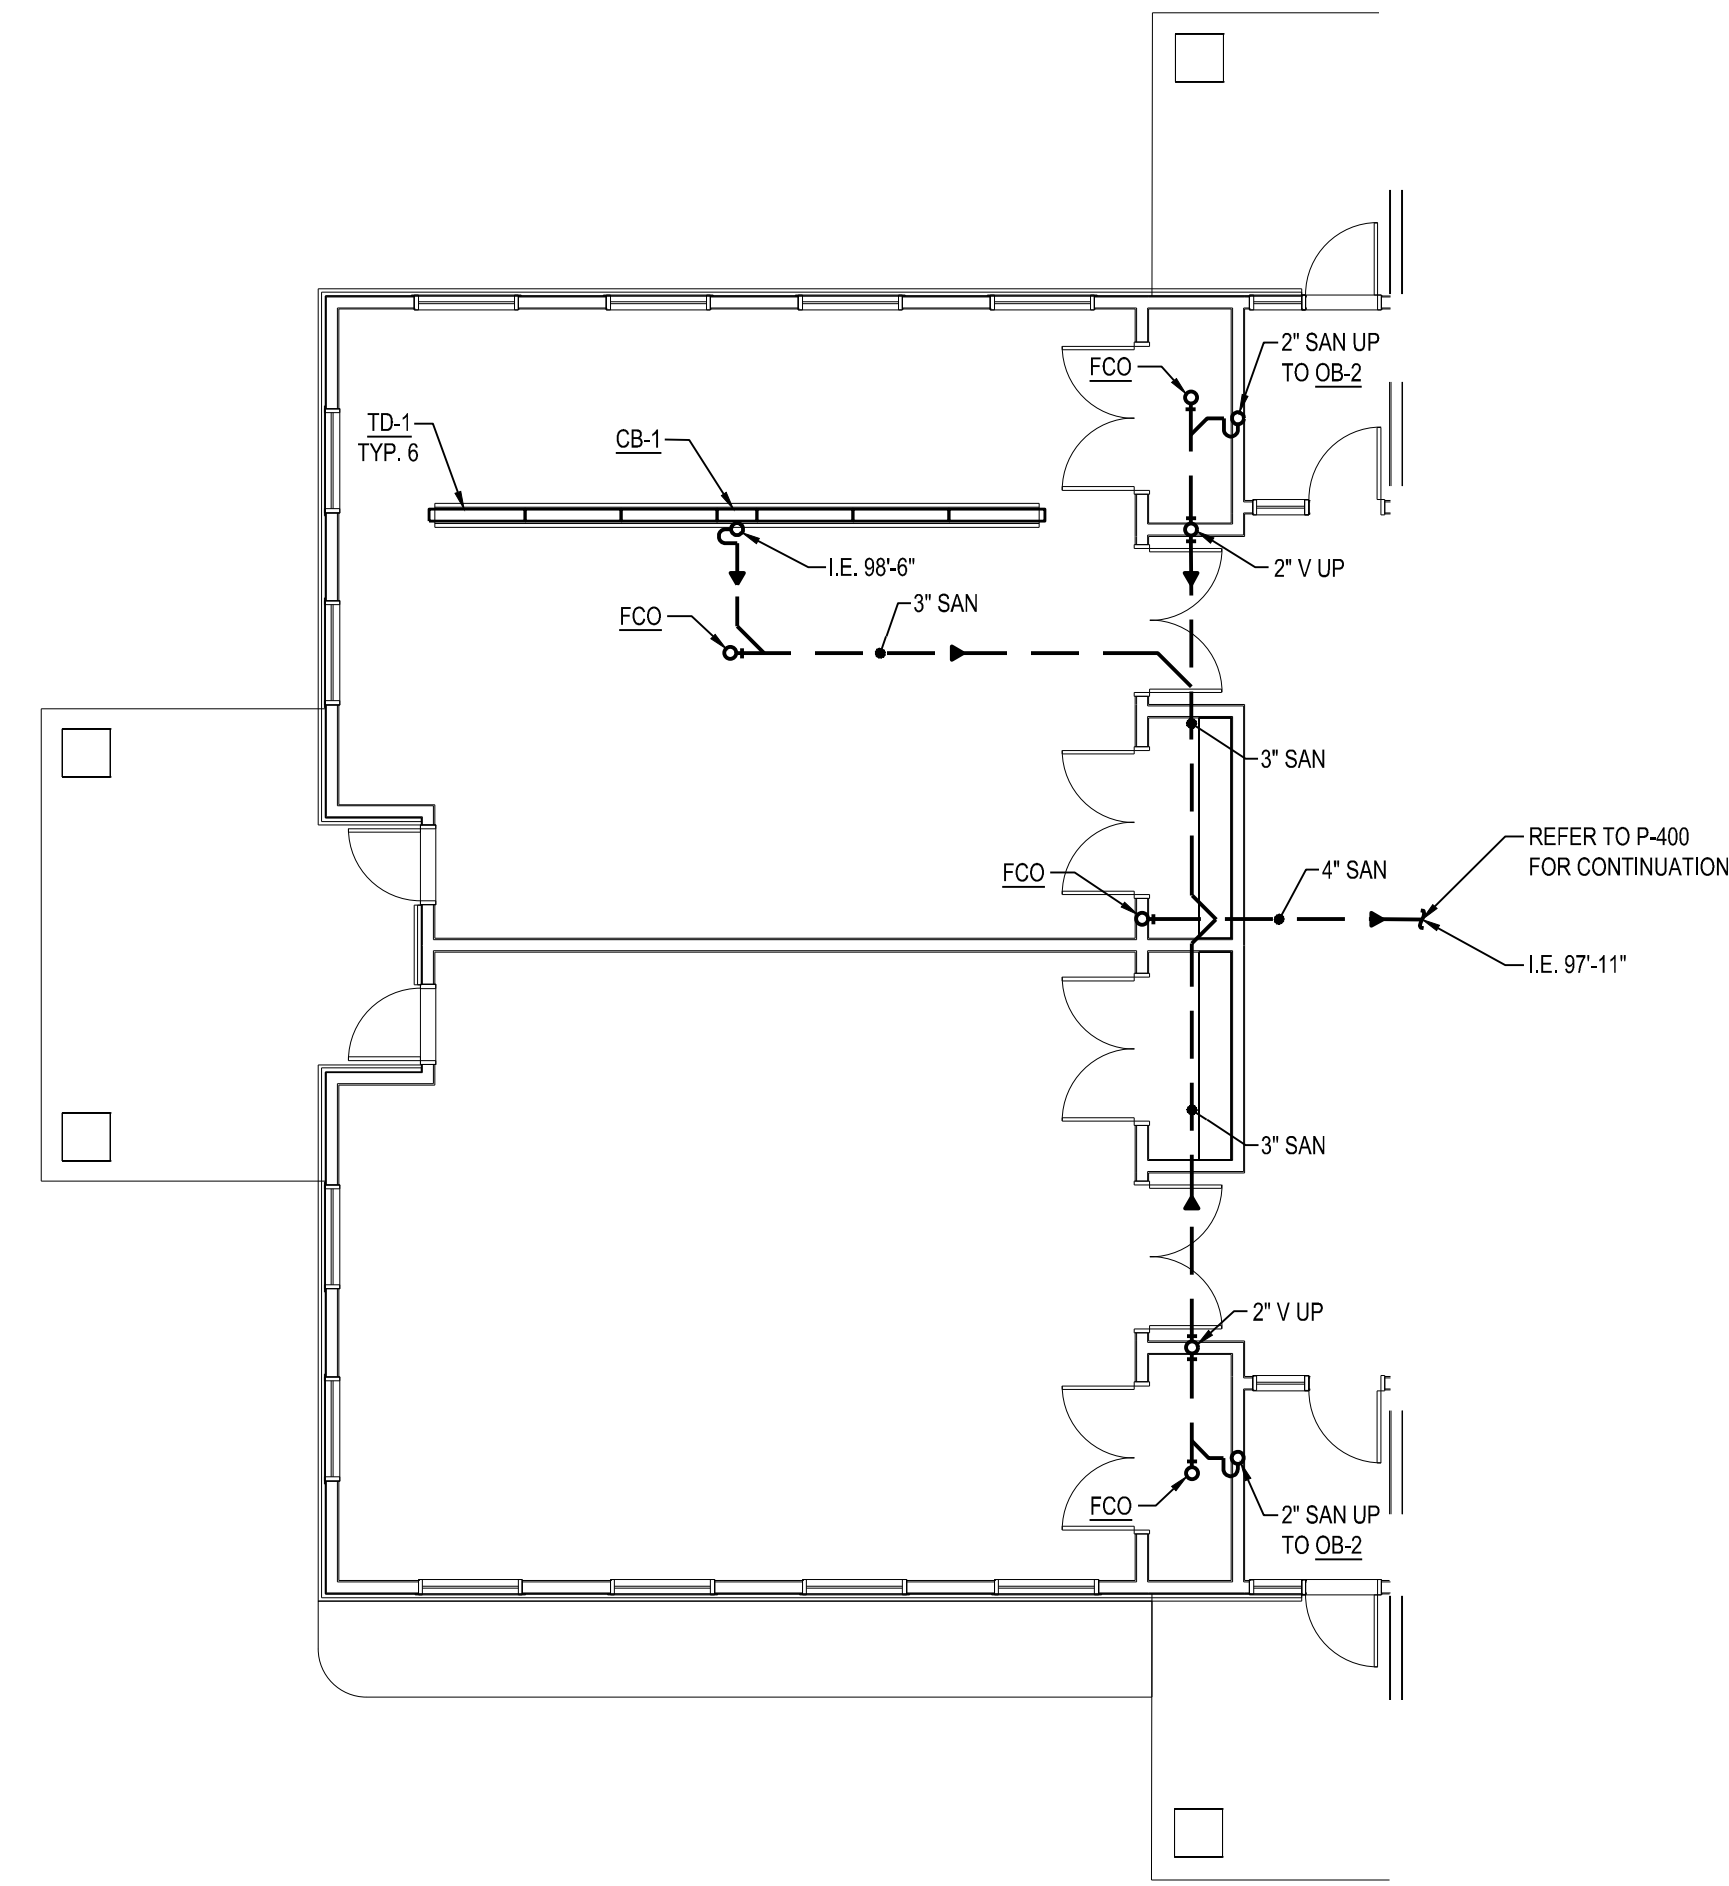 2" SAN UP
TO OB-2
FCO
TD-1
TYP. 6
CB-1
I.E. 98'-6"
2" V UP
3" SAN
FCO
3" SAN
REFER TO P-400
FOR CONTINUATION
4" SAN
FCO
I.E. 97'-11"
3" SAN
2" V UP
FCO
2" SAN UP
TO OB-2